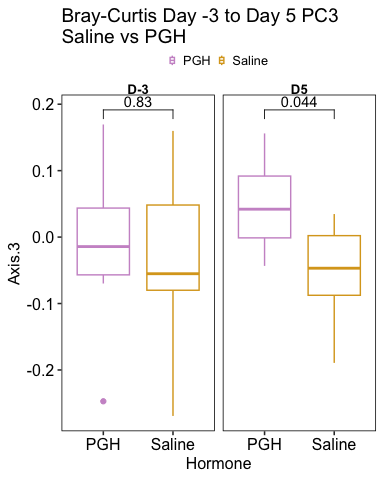 Bray-Curtis Day -3 to Day 5 PC3
Saline vs PGH
PGH Saline
D-3 D5
0.83 0.044
0.2
0.1
0.0
-0.1
-0.2
Axis.3
PGH Saline PGH Saline
Hormone